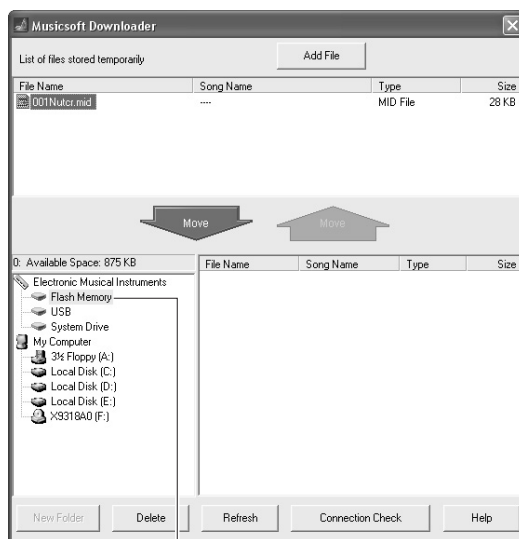 Musicsoft Downloader
List of files stored temporarily
Add File
File Name Song Name Type Size
001Nutcr.mid ---- MID File 28 KB
Move Move
0: Available Space: 875 KB
File Name Song Name Type Size
Electronic Musical Instruments
Flash Memory
USB
System Drive
My Computer
3½ Floppy (A:)
Local Disk (C:)
Local Disk (D:)
Local Disk (E:)
X9318A0 (F:)
New Folder Delete Refresh Connection Check Help